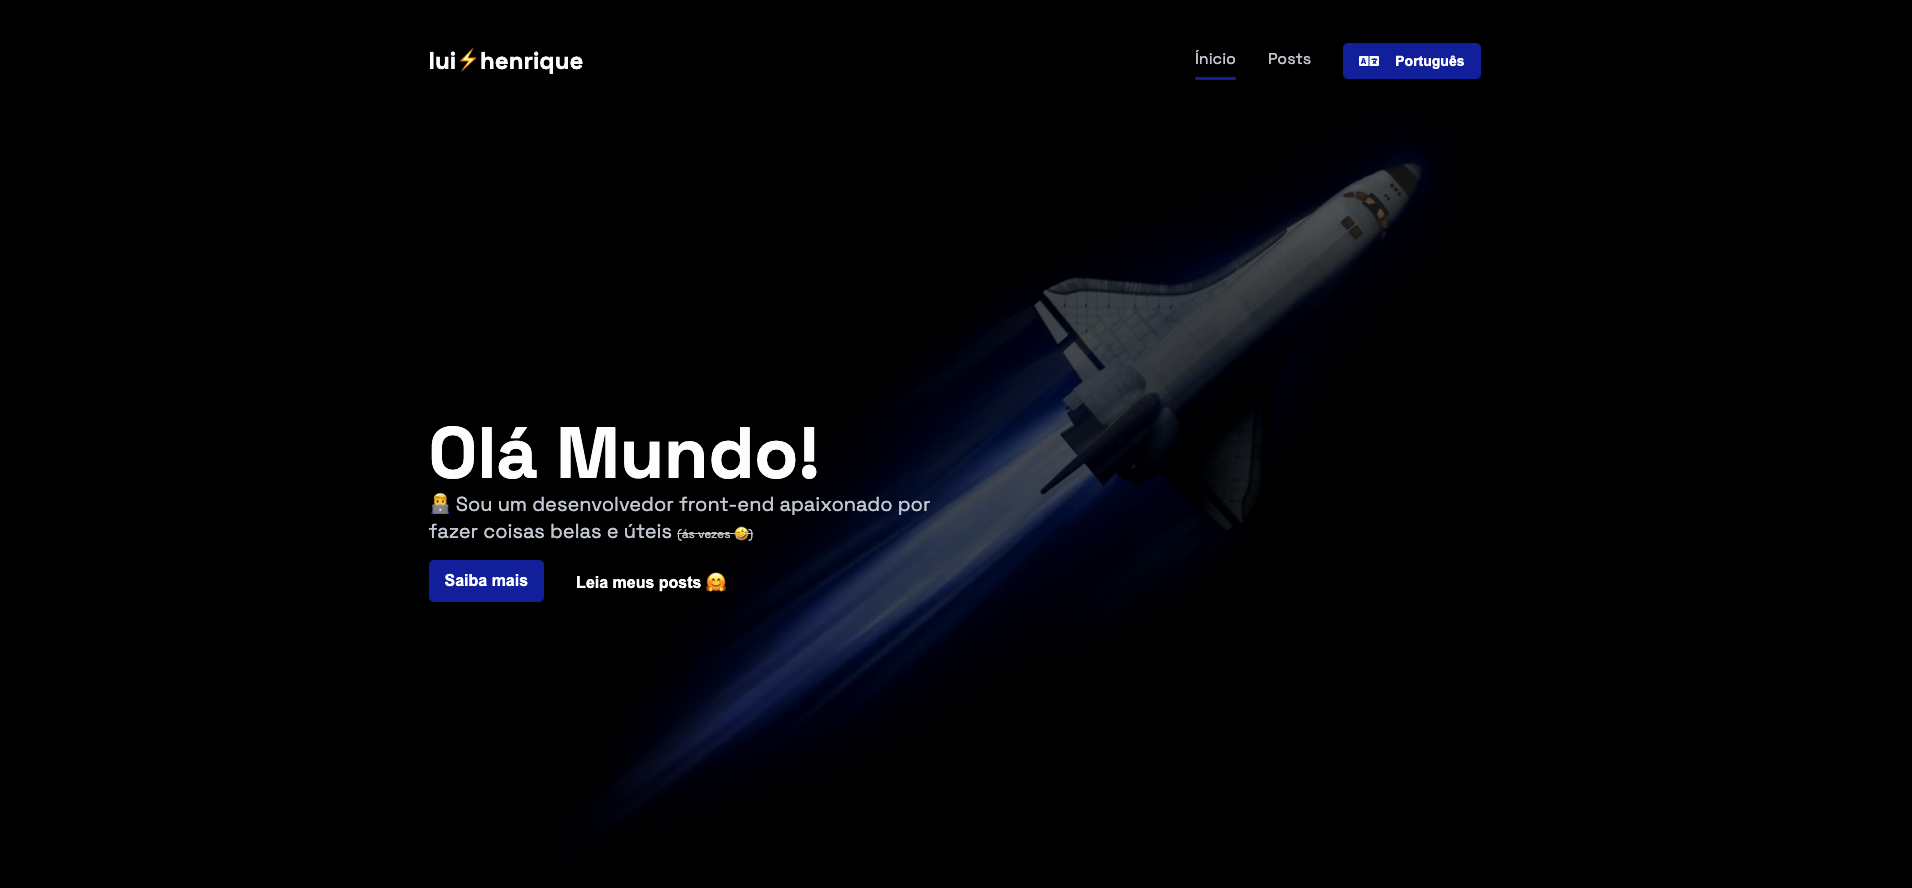 lui⚡henrique
Ínicio
Posts
Português
Olá Mundo!
👨‍💻 Sou um desenvolvedor front-end apaixonado por
fazer coisas belas e úteis (ás vezes 🤣)
Saiba mais
Leia meus posts 🤗